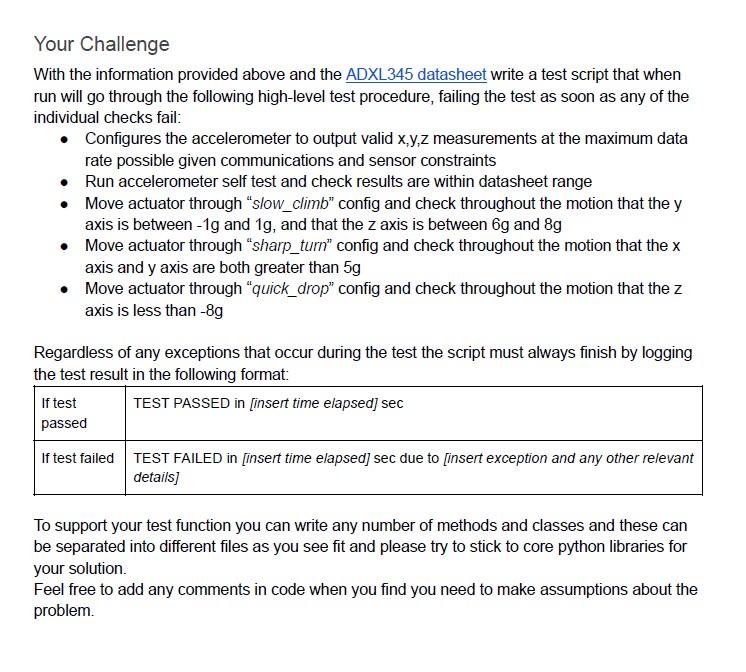 Your Challenge
With the information provided above and the ADXL345 datasheet write a test script that when
run will go through the following high-level test procedure, failing the test as soon as any of the
individual checks fail:
● Configures the accelerometer to output valid x,y,z measurements at the maximum data
rate possible given communications and sensor constraints
● Run accelerometer self test and check results are within datasheet range
● Move actuator through “slow_climb” config and check throughout the motion that the y
axis is between -1g and 1g, and that the z axis is between 6g and 8g
● Move actuator through “sharp_turn” config and check throughout the motion that the x
axis and y axis are both greater than 5g
● Move actuator through “quick_drop” config and check throughout the motion that the z
axis is less than -8g
Regardless of any exceptions that occur during the test the script must always finish by logging
the test result in the following format:
If test
passed
TEST PASSED in [insert time elapsed] sec
If test failed
TEST FAILED in [insert time elapsed] sec due to [insert exception and any other relevant
details]
To support your test function you can write any number of methods and classes and these can
be separated into different files as you see fit and please try to stick to core python libraries for
your solution.
Feel free to add any comments in code when you find you need to make assumptions about the
problem.